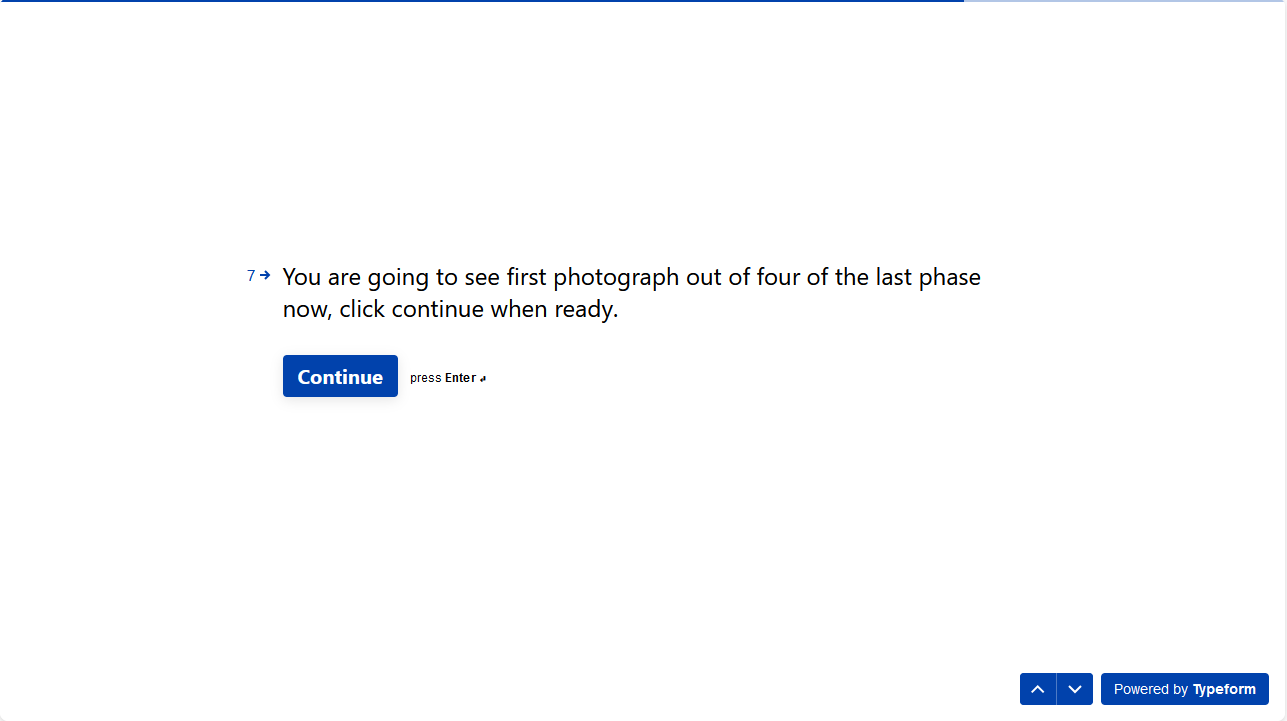 7 You are going to see first photograph out of four of the last phase
now, click continue when ready.
Continue press Enter
Powered by Typeform